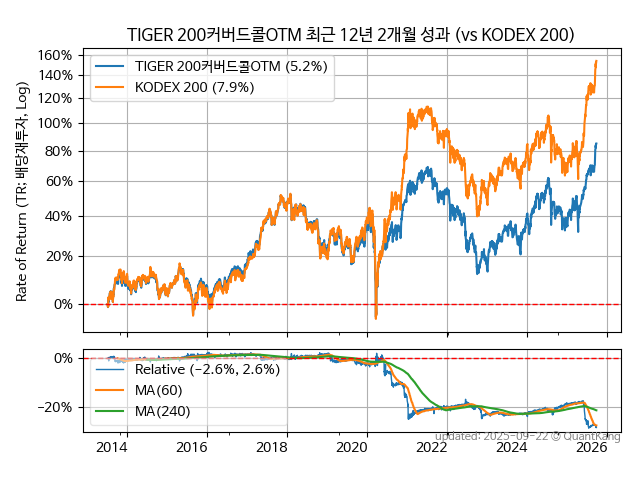 TIGER 200커버드콜OTM 최근 12년 2개월 성과 (vs KODEX 200)
160%
140%
120%
100%
80%
60%
40%
20%
0%
Rate of Return (TR: 배당재투자, Log)
TIGER 200커버드콜OTM (5.2%)
KODEX 200 (7.9%)
0%
−20%
Relative (−2.6%, 2.6%)
MA(60)
MA(240)
2014
2016
2018
2020
2022
2024
2026
updated: 2025-09-22 © QuantKang